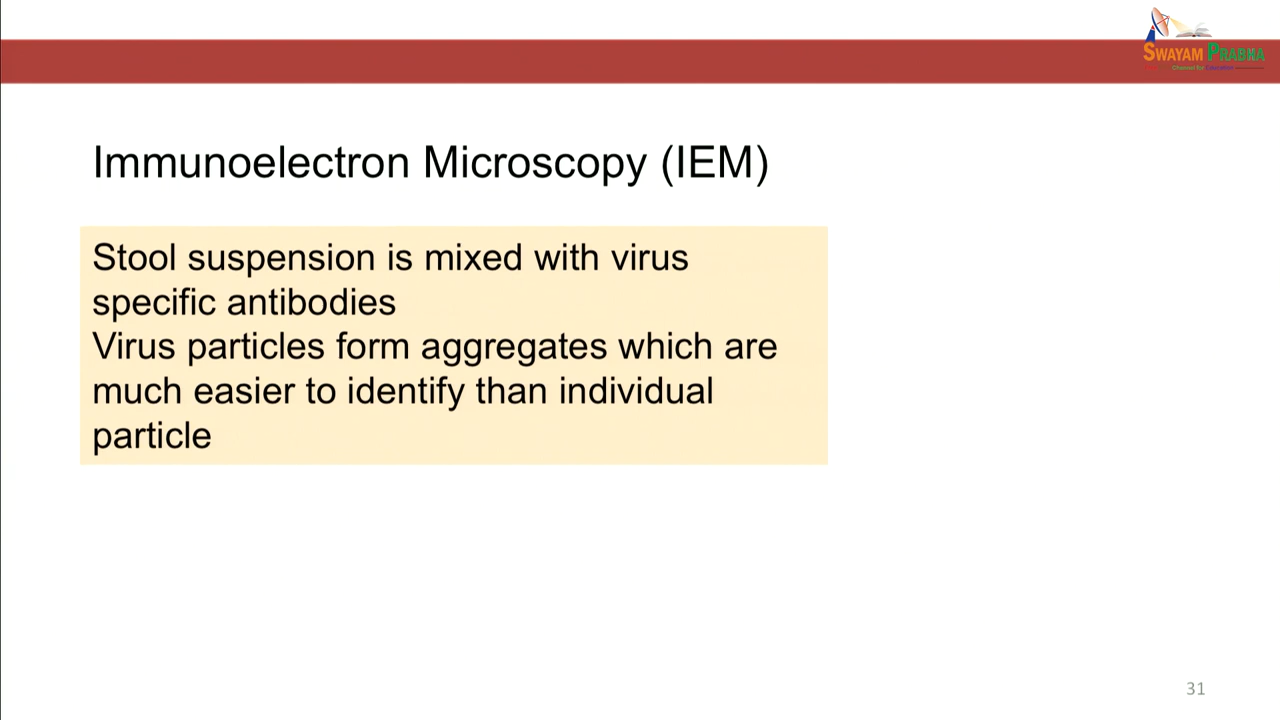 SWAYAM PRABHA
Immunoelectron Microscopy (IEM)
Stool suspension is mixed with virus
specific antibodies
Virus particles form aggregates which are
much easier to identify than individual
particle
31